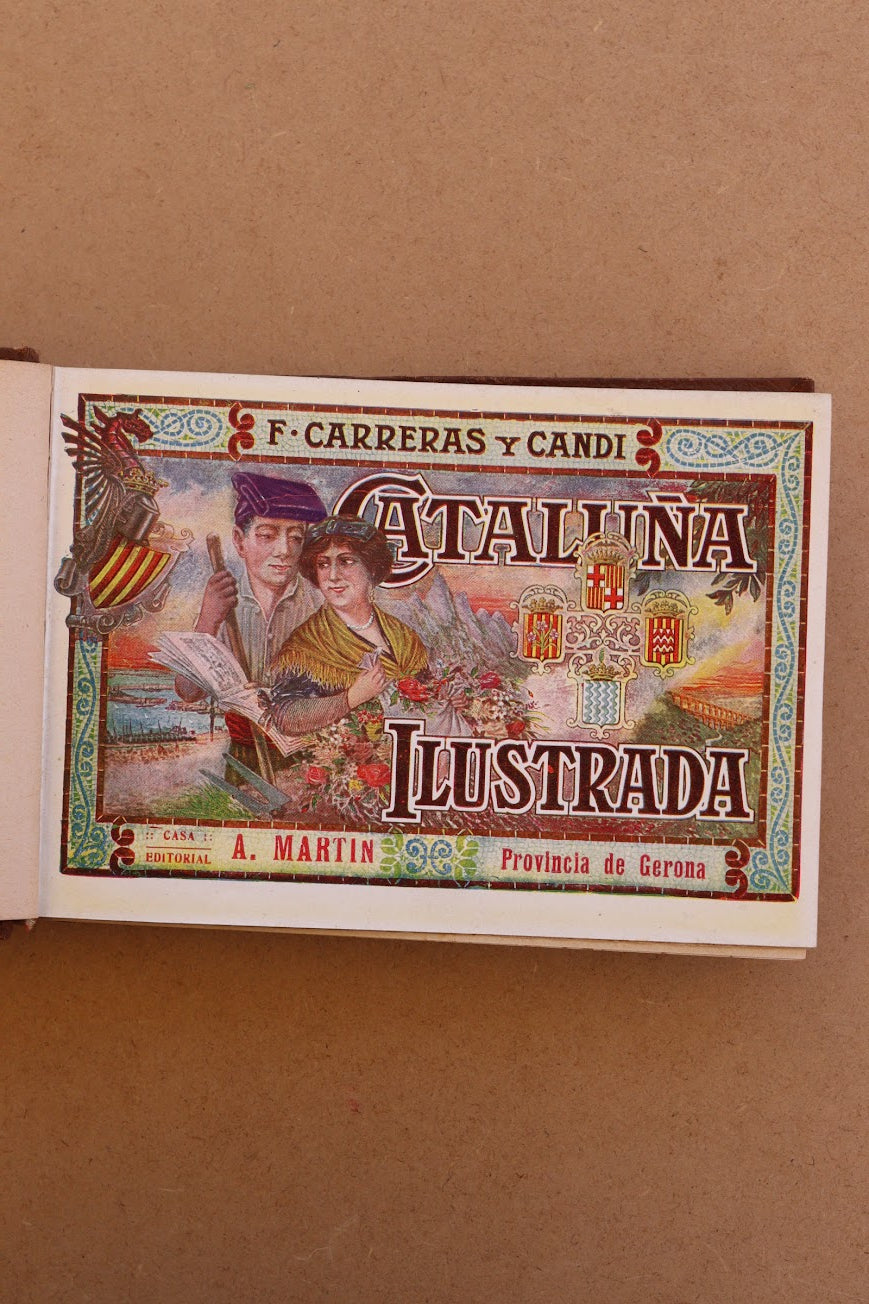 F. CARRERAS Y CANDI
CATALUÑA
ILUSTRADA
:: CASA ::
EDITORIAL
A. MARTIN
Provincia de Gerona